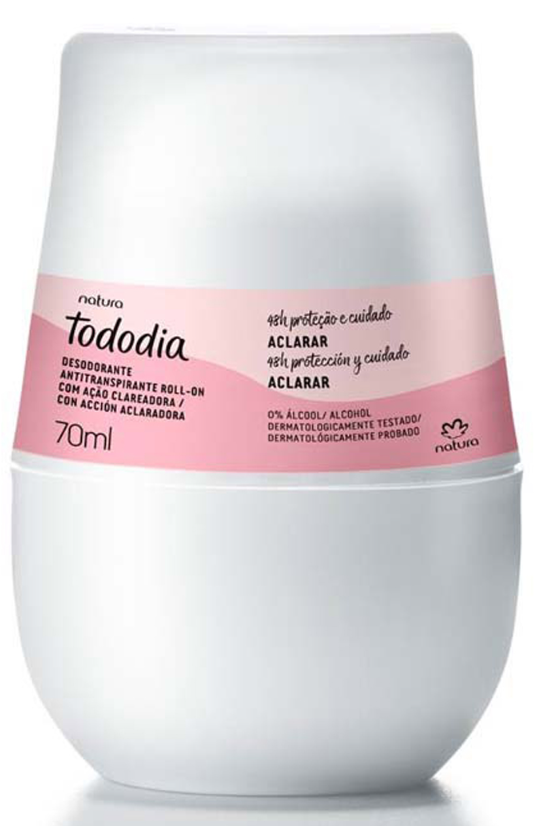 natura
Tododia
DESODORANTE
ANTITRANSPIRANTE ROLL-ON
COM AÇÃO CLAREADORA /
CON ACCIÓN ACLARADORA
70ml
48h proteção e cuidado
ACLARAR
48h protección y cuidado
ACLARAR
0% ÁLCOOL/ ALCOHOL
DERMATOLOGICAMENTE TESTADO/
DERMATOLÓGICAMENTE PROBADO
natura